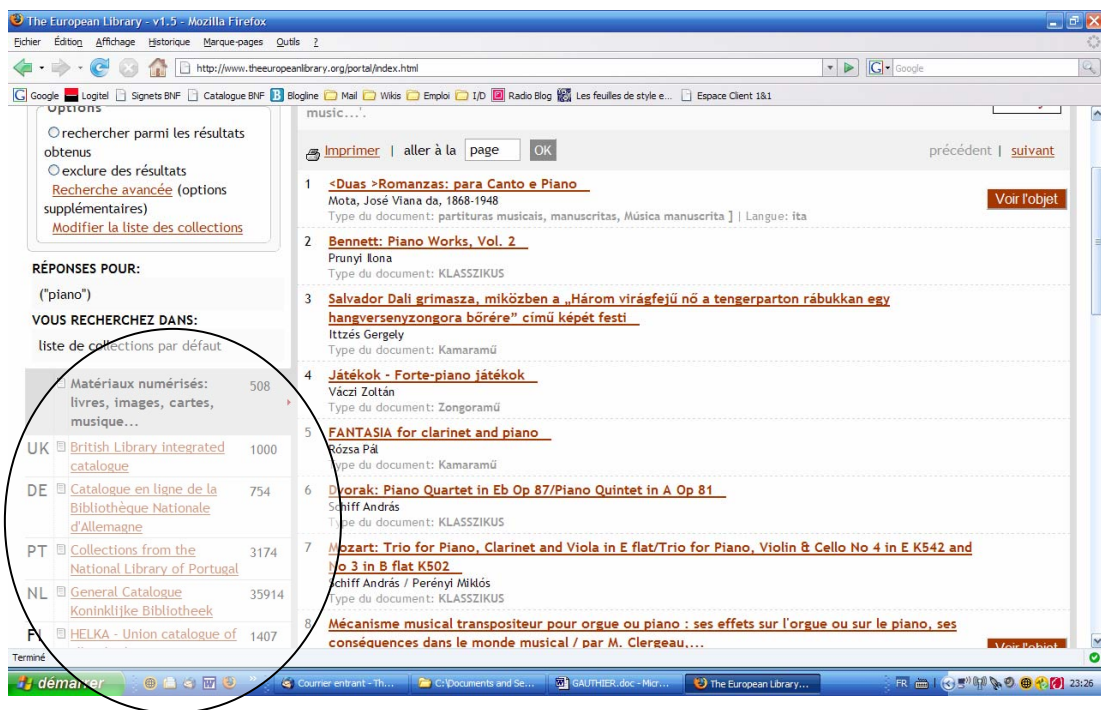 The European Library - v1.5 - Mozilla Firefox
Fichier Édition Affichage Historique Marque-pages Outils ?
http://www.theeuropeanlibrary.org/portal/index.html
Google
Google Logitel Signets BNF Catalogue BNF Blogline Mail Wikis Emploi I/D Radio Blog Les feuilles de style e... Espace Client 1&1
Options
rechercher parmi les résultats
obtenus
exclure des résultats
Recherche avancée (options
supplémentaires)
Modifier la liste des collections
RÉPONSES POUR:
("piano")
VOUS RECHERCHEZ DANS:
liste de collections par défaut
Matériaux numérisés: 508
livres, images, cartes,
musique...
UK British Library integrated 1000
catalogue
DE Catalogue en ligne de la 754
Bibliothèque Nationale
d'Allemagne
PT Collections from the 3174
National Library of Portugal
NL General Catalogue 35914
Koninklijke Bibliotheek
FI HELKA - Union catalogue of 1407
music...'.
Imprimer | aller à la page OK précédent | suivant
1 <Duas >Romanzas: para Canto e Piano
Mota, José Viana da, 1868-1948 Voir l'objet
Type du document: partituras musicais, manuscritas, Música manuscrita ] | Langue: ita
2 Bennett: Piano Works, Vol. 2
Prunyi Ilona
Type du document: KLASSZIKUS
3 Salvador Dali grimasza, miközben a „Három virágfejű nő a tengerparton rábukkan egy
hangversenyzongora bőrére” című képét festi
Ittzés Gergely
Type du document: Kamaramű
4 Játékok - Forte-piano játékok
Váczi Zoltán
Type du document: Zongoramű
5 FANTASIA for clarinet and piano
Rózsa Pál
Type du document: Kamaramű
6 Dvorak: Piano Quartet in Eb Op 87/Piano Quintet in A Op 81
Schiff András
Type du document: KLASSZIKUS
7 Mozart: Trio for Piano, Clarinet and Viola in E flat/Trio for Piano, Violin & Cello No 4 in E K542 and
No 3 in B flat K502
Schiff András / Perényi Miklós
Type du document: KLASSZIKUS
8 Mécanisme musical transpositeur pour orgue ou piano : ses effets sur l'orgue ou sur le piano, ses
conséquences dans le monde musical / par M. Clergeau,... Voir l'objet
Terminé
démarrer Courrier entrant - Th... C:\Documents and Se... GAUTHIER.doc - Micr... The European Library... FR 23:26